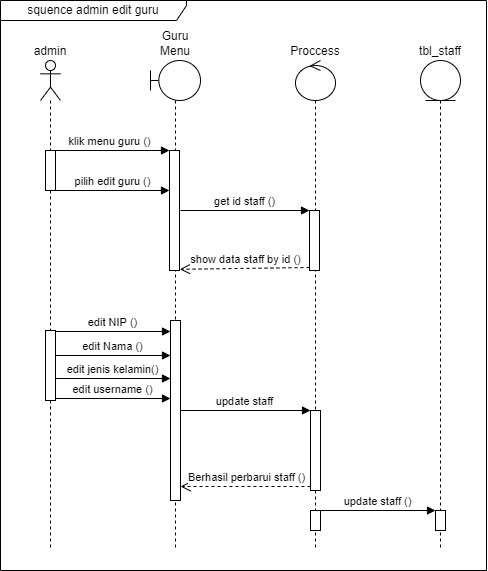 squence admin edit guru
admin
Guru
Menu
Proccess
tbl_staff
klik menu guru ()
pilih edit guru ()
get id staff ()
show data staff by id ()
edit NIP ()
edit Nama ()
edit jenis kelamin()
edit username ()
update staff
Berhasil perbarui staff ()
update staff ()